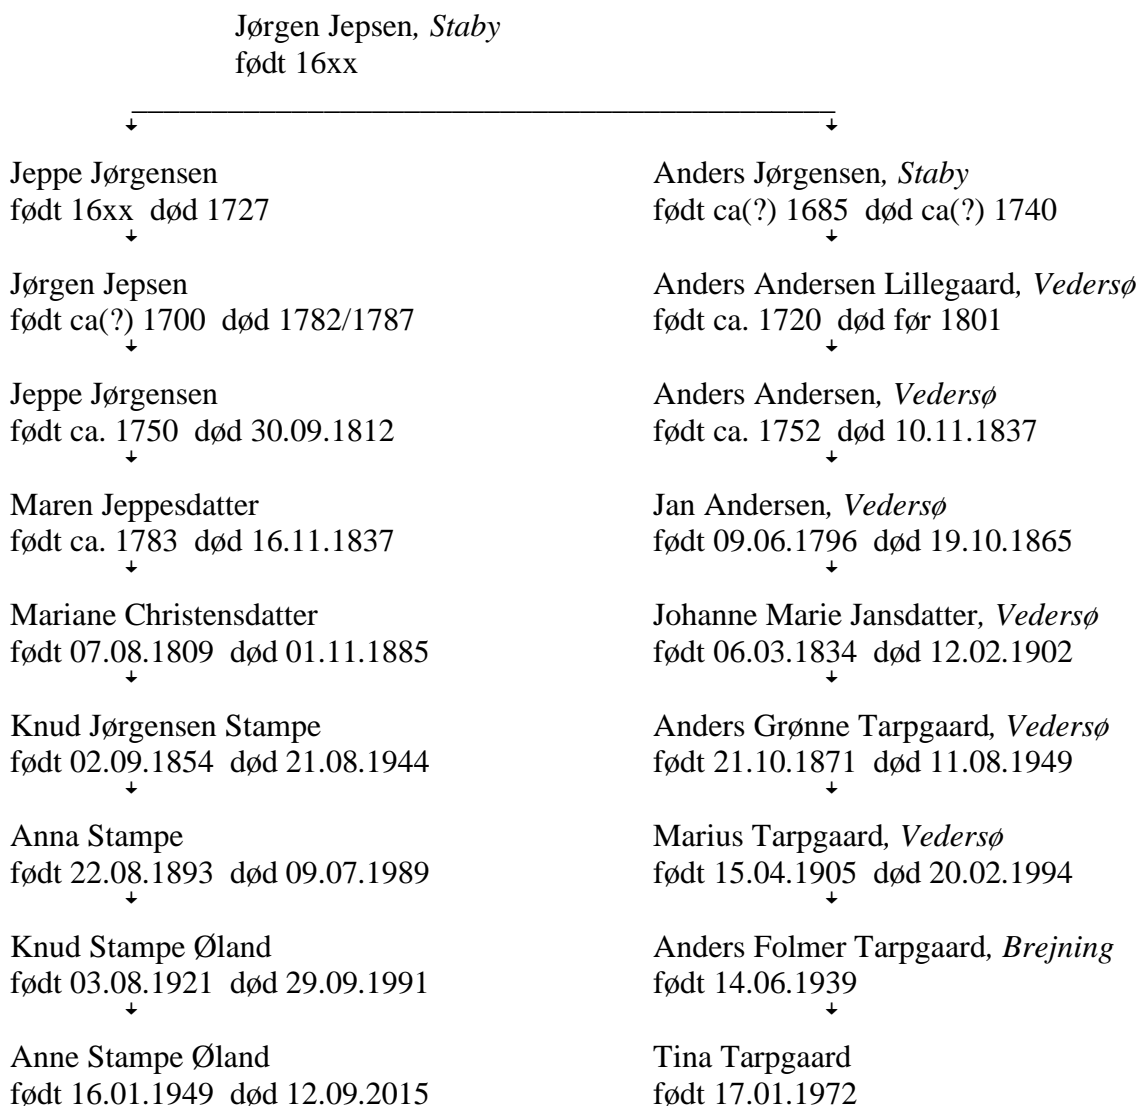 Jørgen Jepsen, Staby
født 16xx
Jeppe Jørgensen
født 16xx død 1727
Anders Jørgensen, Staby
født ca(?) 1685 død ca(?) 1740
Jørgen Jepsen
født ca(?) 1700 død 1782/1787
Anders Andersen Lillegaard, Vedersø
født ca. 1720 død før 1801
Jeppe Jørgensen
født ca. 1750 død 30.09.1812
Anders Andersen, Vedersø
født ca. 1752 død 10.11.1837
Maren Jeppesdatter
født ca. 1783 død 16.11.1837
Jan Andersen, Vedersø
født 09.06.1796 død 19.10.1865
Mariane Christensdatter
født 07.08.1809 død 01.11.1885
Johanne Marie Jansdatter, Vedersø
født 06.03.1834 død 12.02.1902
Knud Jørgensen Stampe
født 02.09.1854 død 21.08.1944
Anders Grønne Tarpgaard, Vedersø
født 21.10.1871 død 11.08.1949
Anna Stampe
født 22.08.1893 død 09.07.1989
Marius Tarpgaard, Vedersø
født 15.04.1905 død 20.02.1994
Knud Stampe Øland
født 03.08.1921 død 29.09.1991
Anders Folmer Tarpgaard, Brejning
født 14.06.1939
Anne Stampe Øland
født 16.01.1949 død 12.09.2015
Tina Tarpgaard
født 17.01.1972